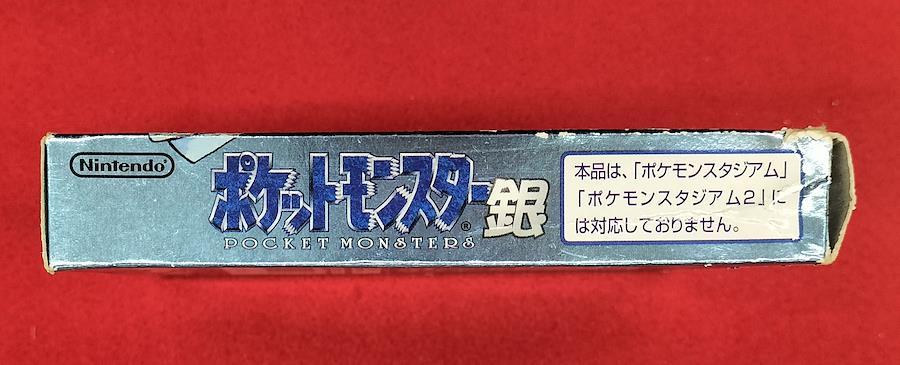 Nintendo®
ポケットモンスター銀
POCKET MONSTERS®
本品は、「ポケモンスタジアム」
「ポケモンスタジアム2」に
は対応しておりません。